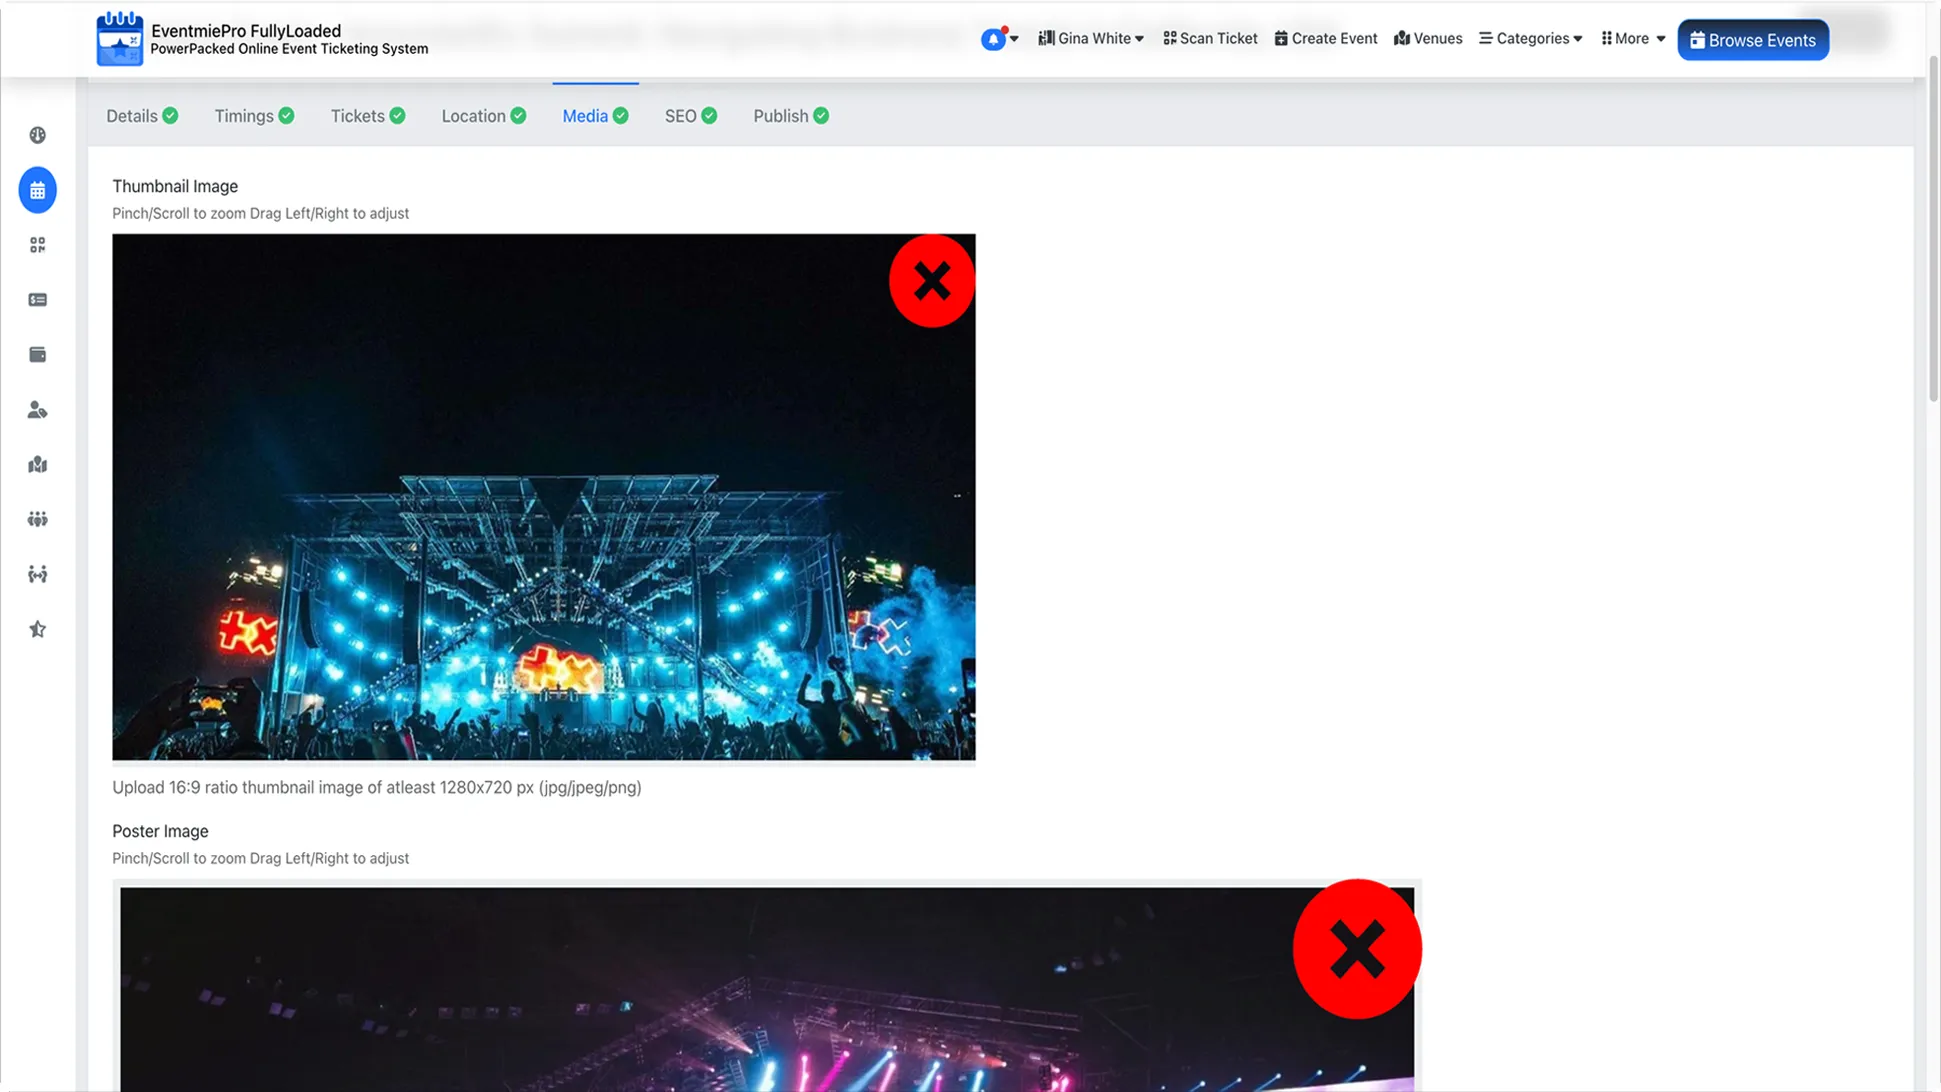 EventmiePro FullyLoaded
PowerPacked Online Event Ticketing System
Gina White
Scan Ticket
Create Event
Venues
Categories
More
Browse Events
Details
Timings
Tickets
Location
Media
SEO
Publish
Thumbnail Image
Pinch/Scroll to zoom Drag Left/Right to adjust
Upload 16:9 ratio thumbnail image of atleast 1280x720 px (jpg/jpeg/png)
Poster Image
Pinch/Scroll to zoom Drag Left/Right to adjust